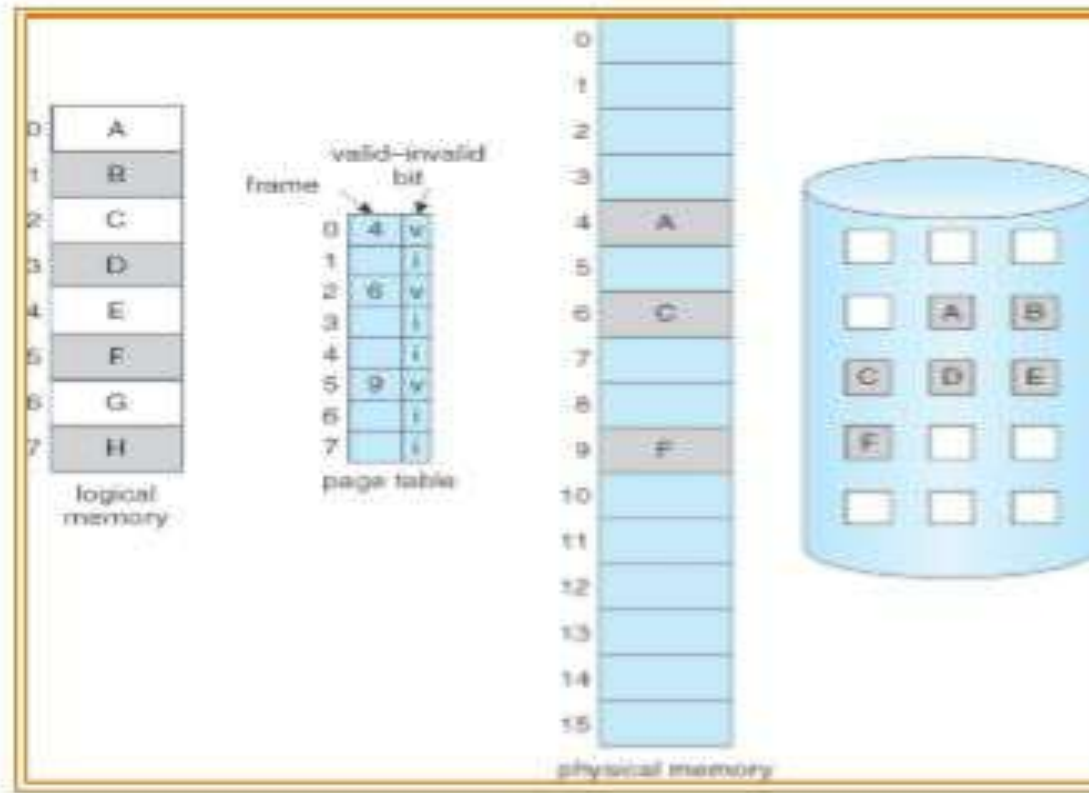 0 A
1 B
2 C
3 D
4 E
5 F
6 G
7 H
logical
memory
valid–invalid
bit
frame
0 4 v
1 i
2 6 v
3 i
4 i
5 9 v
6 i
7 i
page table
0
1
2
3
4 A
5
6 C
7
8
9 F
10
11
12
13
14
15
physical memory
A B
C D E
F